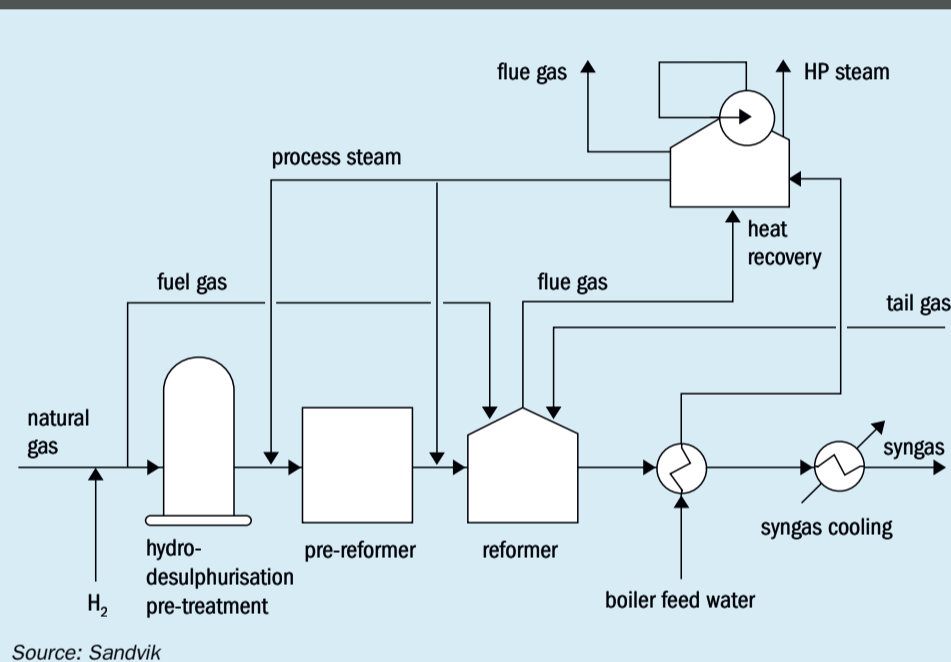 flue gas
HP steam
process steam
heat
recovery
fuel gas
flue gas
tail gas
natural
gas
syngas
syngas cooling
hydro-
desulphurisation
pre-treatment
pre-reformer
reformer
boiler feed water
H₂
Source: Sandvik